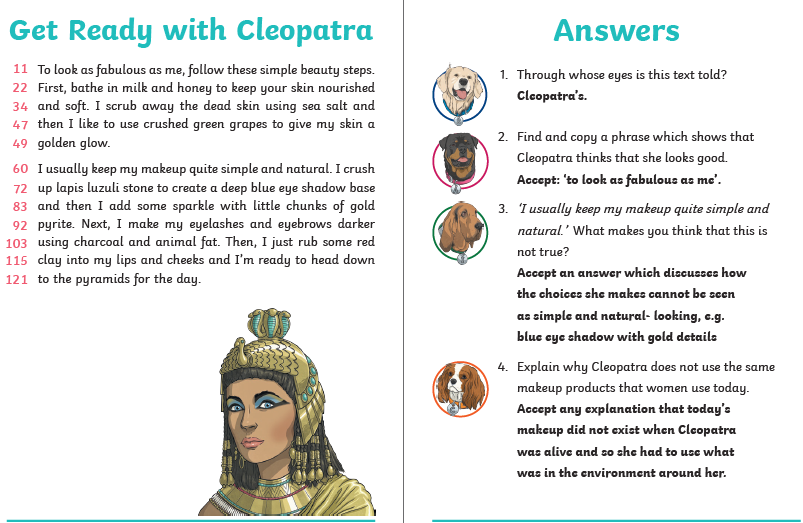 Get Ready with Cleopatra
11 To look as fabulous as me, follow these simple beauty steps.
22 First, bathe in milk and honey to keep your skin nourished
34 and soft. I scrub away the dead skin using sea salt and
47 then I like to use crushed green grapes to give my skin a
49 golden glow.
60 I usually keep my makeup quite simple and natural. I crush
72 up lapis luzuli stone to create a deep blue eye shadow base
83 and then I add some sparkle with little chunks of gold
92 pyrite. Next, I make my eyelashes and eyebrows darker
103 using charcoal and animal fat. Then, I just rub some red
115 clay into my lips and cheeks and I'm ready to head down
121 to the pyramids for the day.
Answers
1. Through whose eyes is this text told?
Cleopatra's.
2. Find and copy a phrase which shows that
Cleopatra thinks that she looks good.
Accept: 'to look as fabulous as me'.
3. 'I usually keep my makeup quite simple and
natural.' What makes you think that this is
not true?
Accept an answer which discusses how
the choices she makes cannot be seen
as simple and natural- looking, e.g.
blue eye shadow with gold details
4. Explain why Cleopatra does not use the same
makeup products that women use today.
Accept any explanation that today's
makeup did not exist when Cleopatra
was alive and so she had to use what
was in the environment around her.